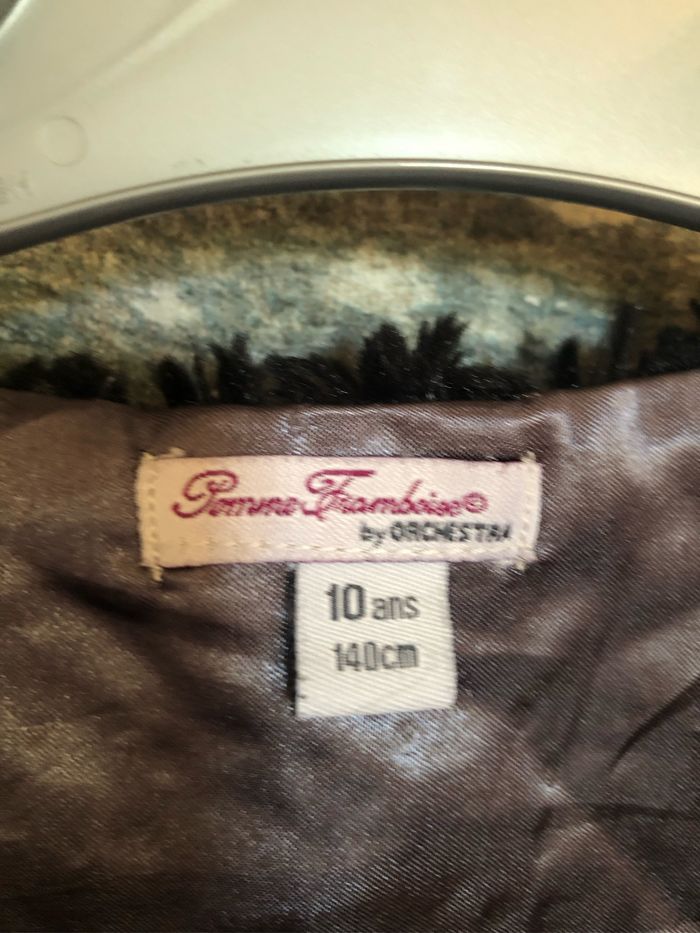 Pomme Framboise©
by ORCHESTRA
10 ans
140cm